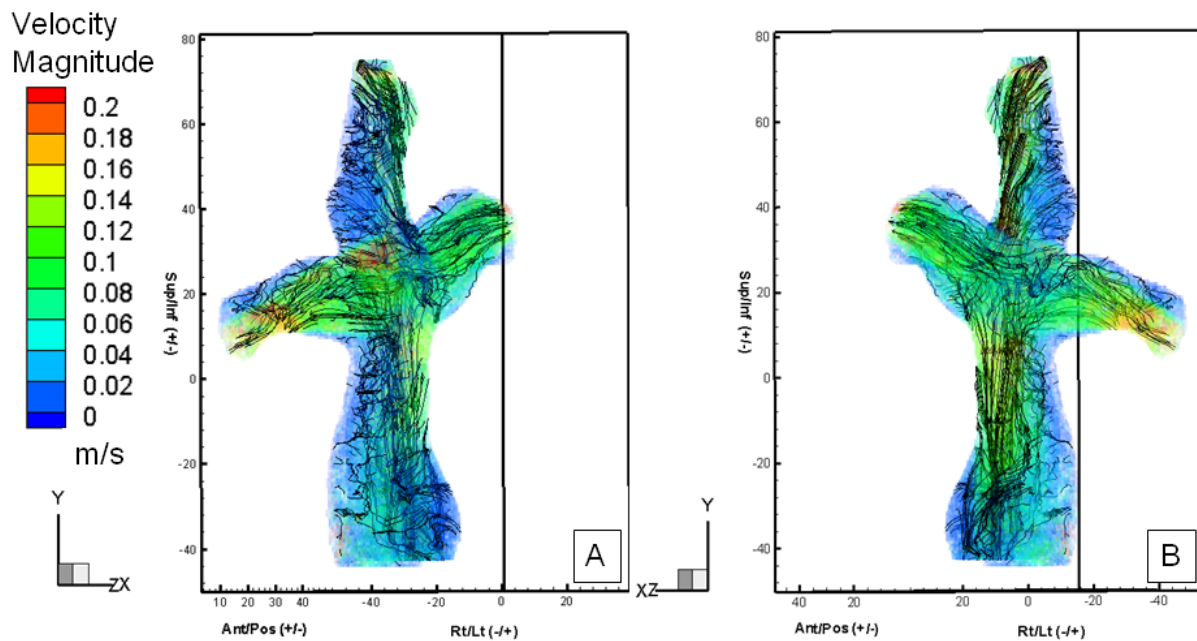 Velocity
Magnitude
0.2
0.18
0.16
0.14
0.12
0.1
0.08
0.06
0.04
0.02
0
m/s
Y
ZX
80
60
40
20
0
-20
-40
Sup/Inf (+/-)
10 20 30 40 -40 -20 0 20
Ant/Pos (+/-) Rt/Lt (-/+)
A
Y
XZ
80
60
40
20
0
-20
-40
Sup/Inf (+/-)
40 20 0 -20 -40
Ant/Pos (+/-) Rt/Lt (-/+)
B